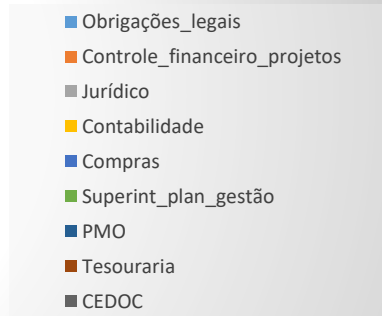 Obrigações_legais
Controle_financeiro_projetos
Jurídico
Contabilidade
Compras
Superint_plan_gestão
PMO
Tesouraria
CEDOC